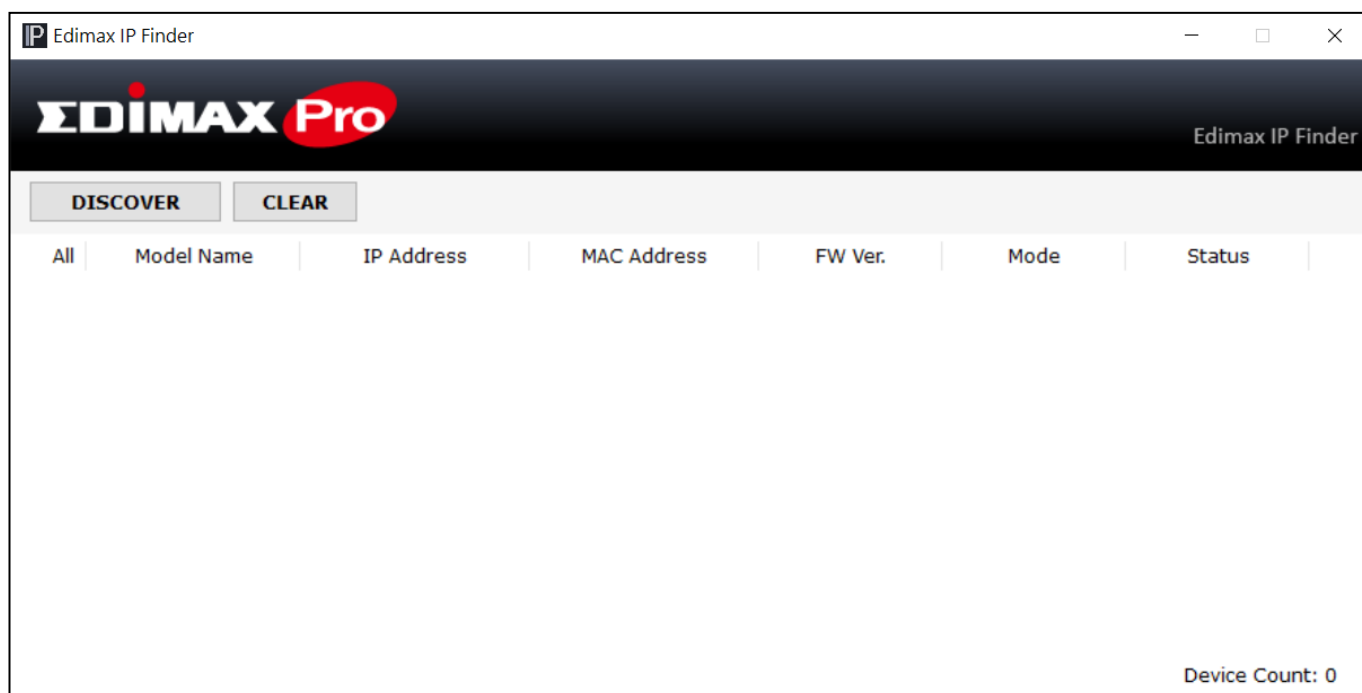 Edimax IP Finder
EDIMAX Pro
Edimax IP Finder
DISCOVER CLEAR
All Model Name IP Address MAC Address FW Ver. Mode Status
Device Count: 0